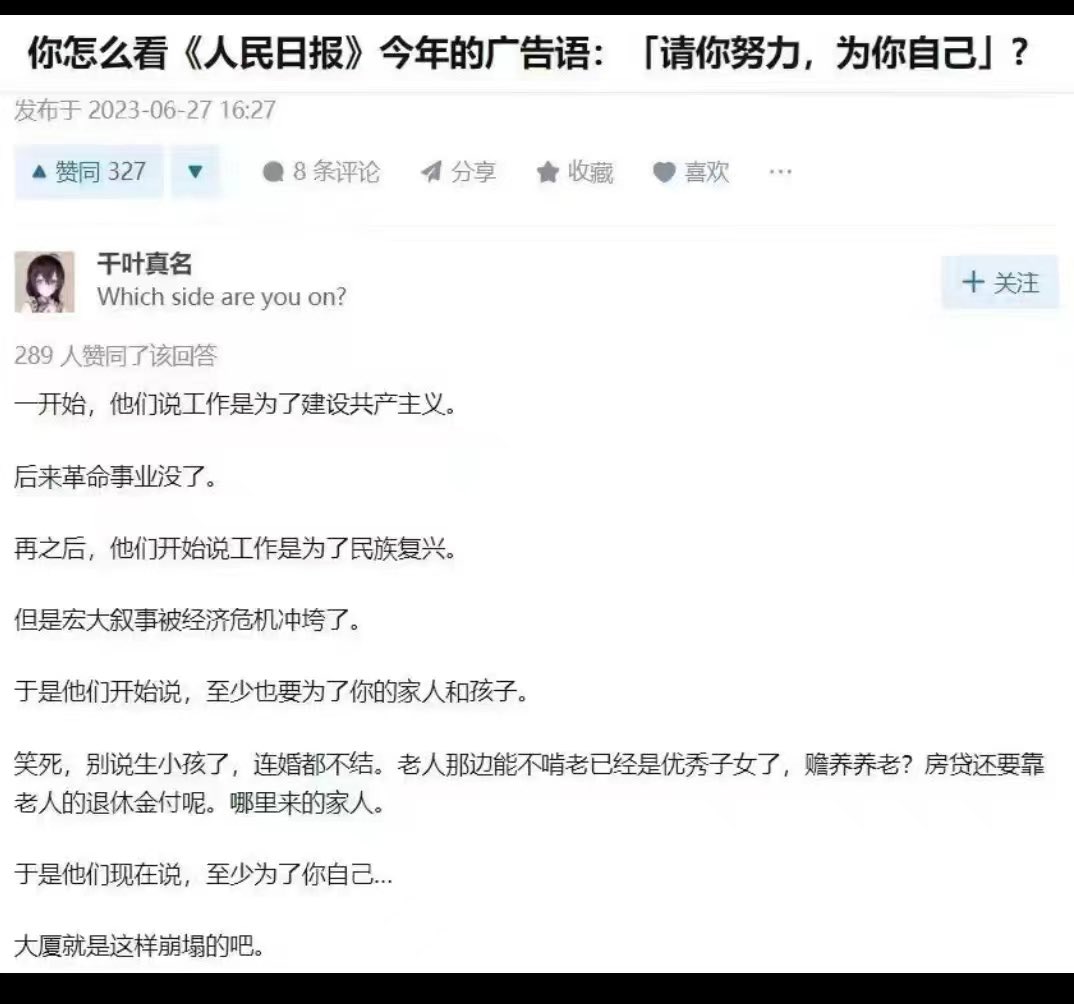 你怎么看《人民日报》今年的广告语：「请你努力，为你自己」？
发布于 2023-06-27 16:27
赞同 327
8 条评论
分享
收藏
喜欢
干叶真名
Which side are you on?
关注
289 人赞同了该回答
一开始，他们说工作是为了建设共产主义。
后来革命事业没了。
再之后，他们开始说工作是为了民族复兴。
但是宏大叙事被经济危机冲垮了。
于是他们开始说，至少也要为了你的家人和孩子。
笑死，别说生小孩了，连婚都不结。老人那边能不啃老已经是优秀子女了，赡养养老？房贷还要靠
老人的退休金付呢。哪里来的家人。
于是他们现在说，至少为了你自己...
大厦就是这样崩塌的吧。